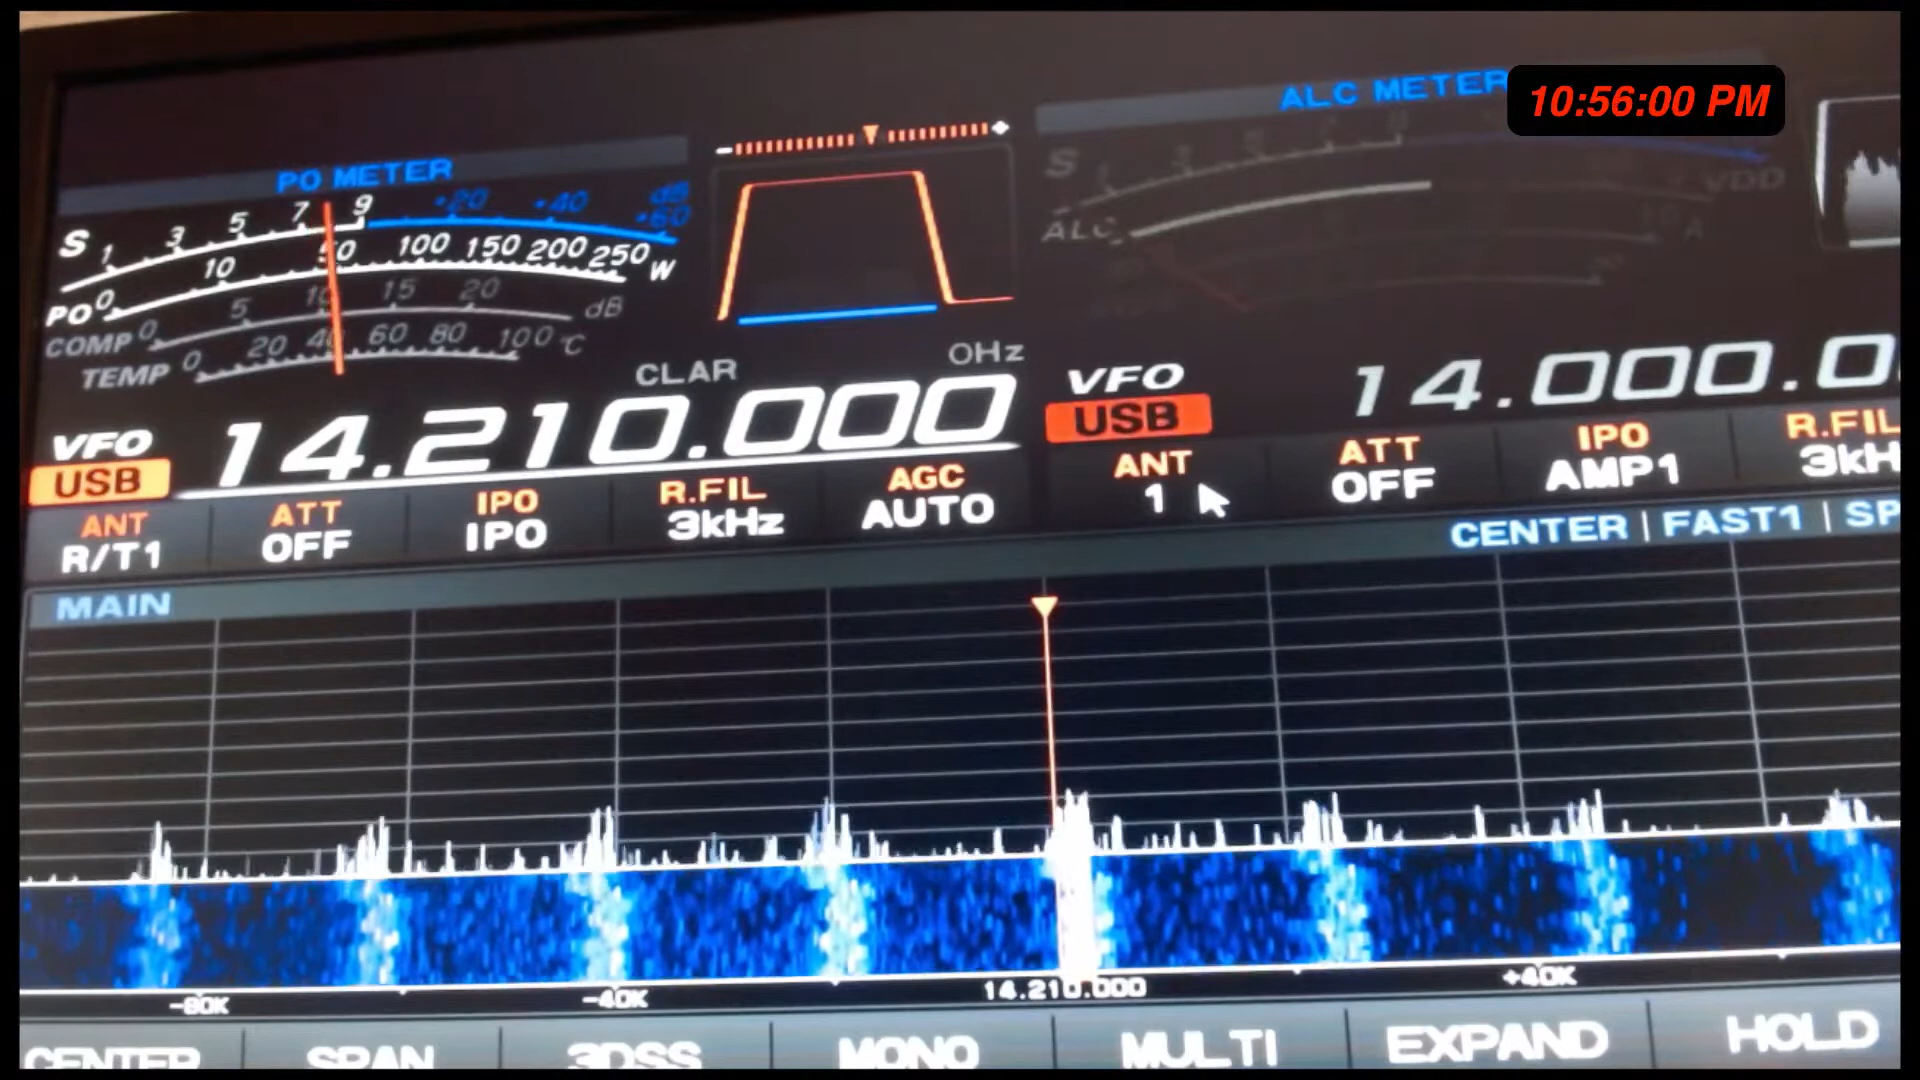 10:56:00 PM
PO METER
ALC METER
S 1 3 5 7 9 +20 +40 +60 dB
PO 0 10 50 100 150 200 250 W
COMP 0 5 10 15 20 dB
TEMP 0 20 40 60 80 100 °C
S
VDD
ALC
A
CLAR 0Hz
VFO
USB
14.210.000
VFO
USB
14.000.0
ANT
R/T1
ATT
OFF
IPO
IPO
R.FIL
3kHz
AGC
AUTO
ANT
1
ATT
OFF
IPO
AMP1
R.FIL
3kH
CENTER | FAST1 | SP
MAIN
-80K -40K 14.210.000 +40K
CENTER SPAN 3DSS MONO MULTI EXPAND HOLD